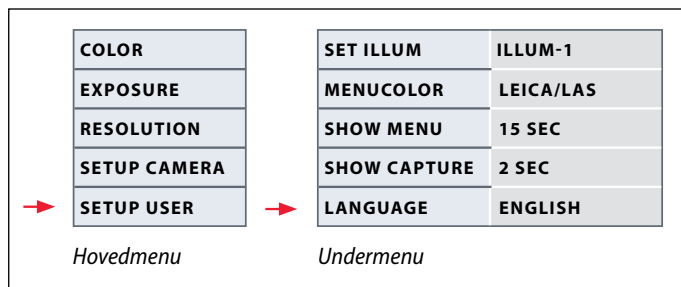 COLOR
EXPOSURE
RESOLUTION
SETUP CAMERA
SETUP USER
Hovedmenu
SET ILLUM ILLUM-1
MENUCOLOR LEICA/LAS
SHOW MENU 15 SEC
SHOW CAPTURE 2 SEC
LANGUAGE ENGLISH
Undermenu